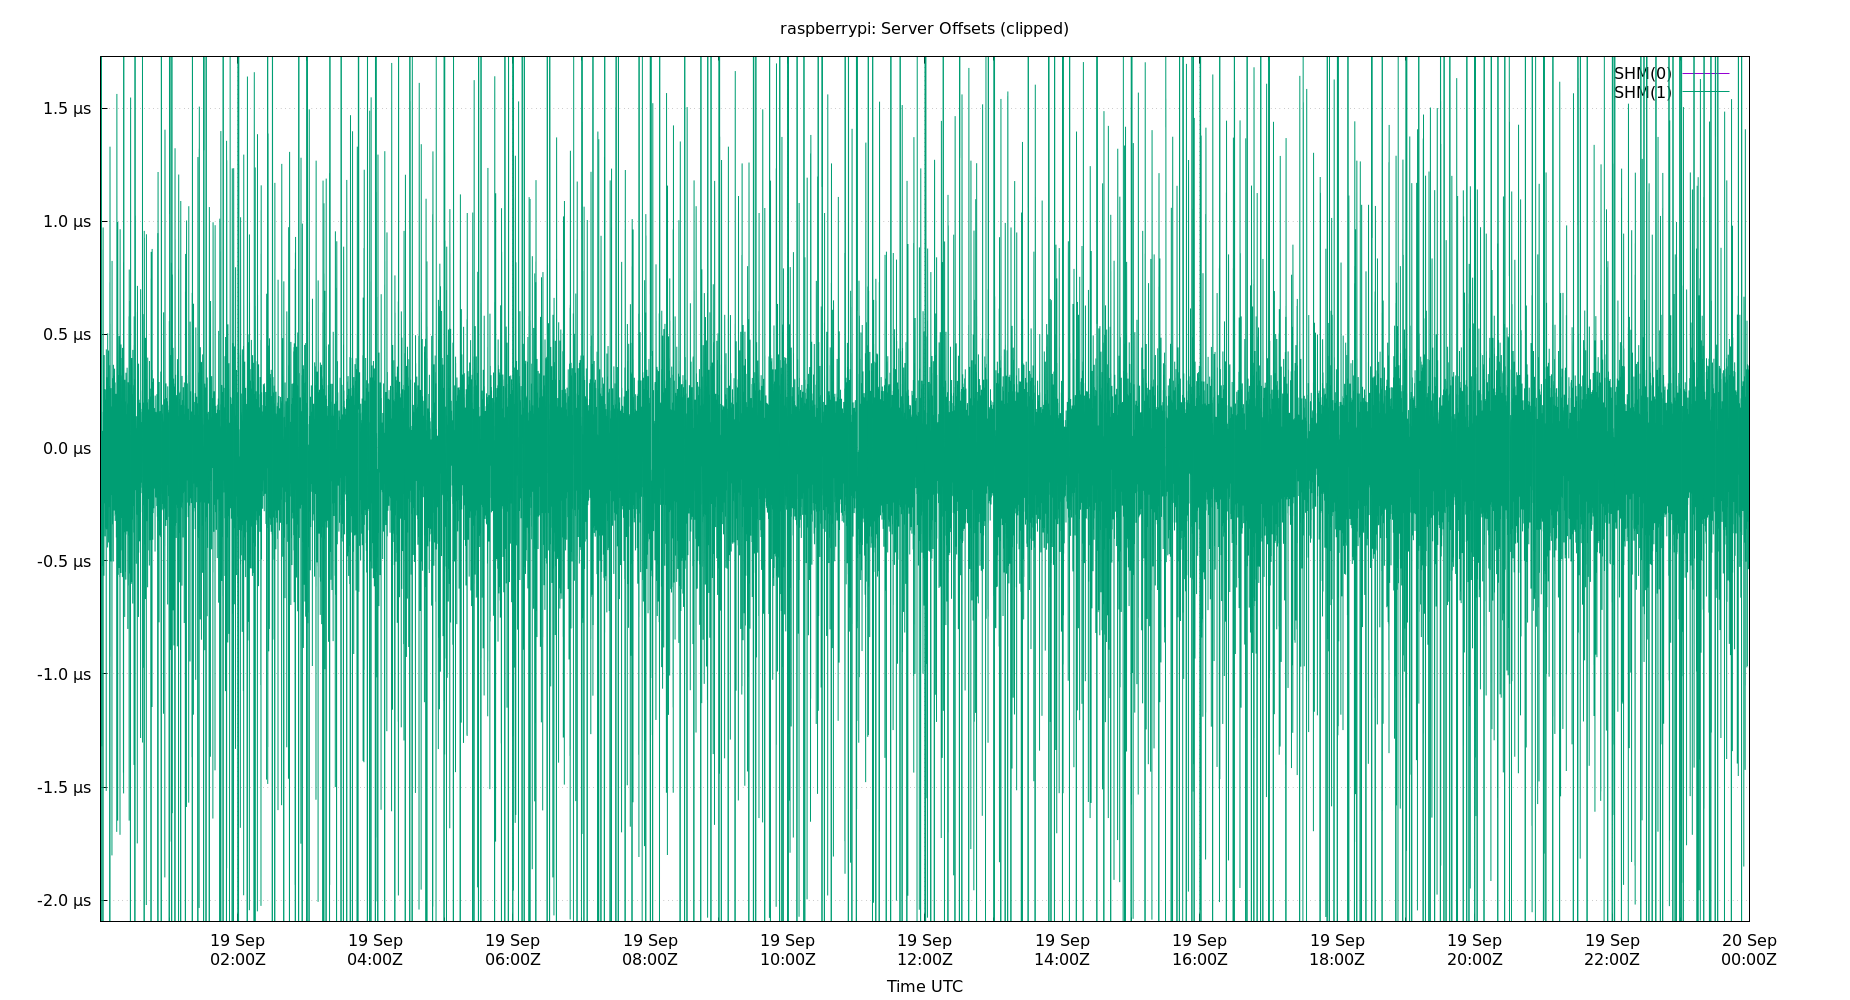 raspberrypi: Server Offsets (clipped)
SHM(0)
SHM(1)
1.5 µs
1.0 µs
0.5 µs
0.0 µs
-0.5 µs
-1.0 µs
-1.5 µs
-2.0 µs
19 Sep 19 Sep 19 Sep 19 Sep 19 Sep 19 Sep 19 Sep 19 Sep 19 Sep 19 Sep 19 Sep 20 Sep
02:00Z 04:00Z 06:00Z 08:00Z 10:00Z 12:00Z 14:00Z 16:00Z 18:00Z 20:00Z 22:00Z 00:00Z
Time UTC